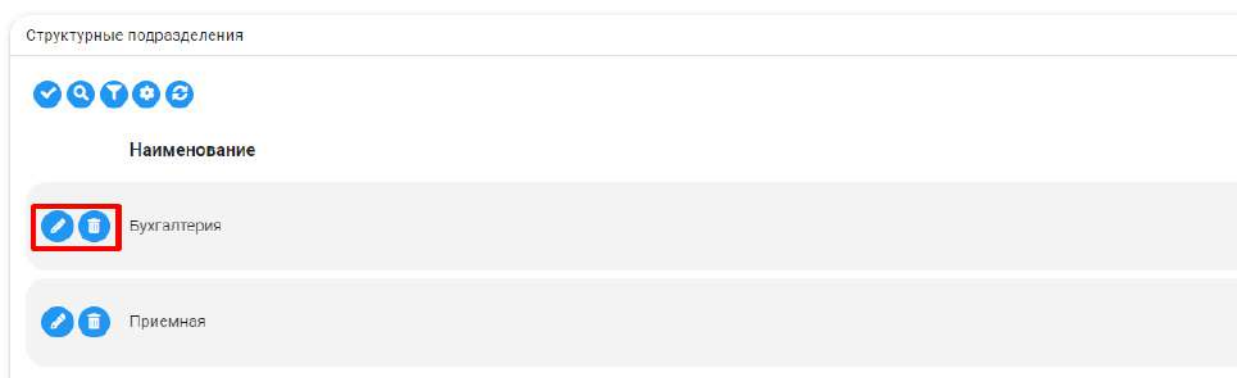 Структурные подразделения
Наименование
Бухгалтерия
Приемная